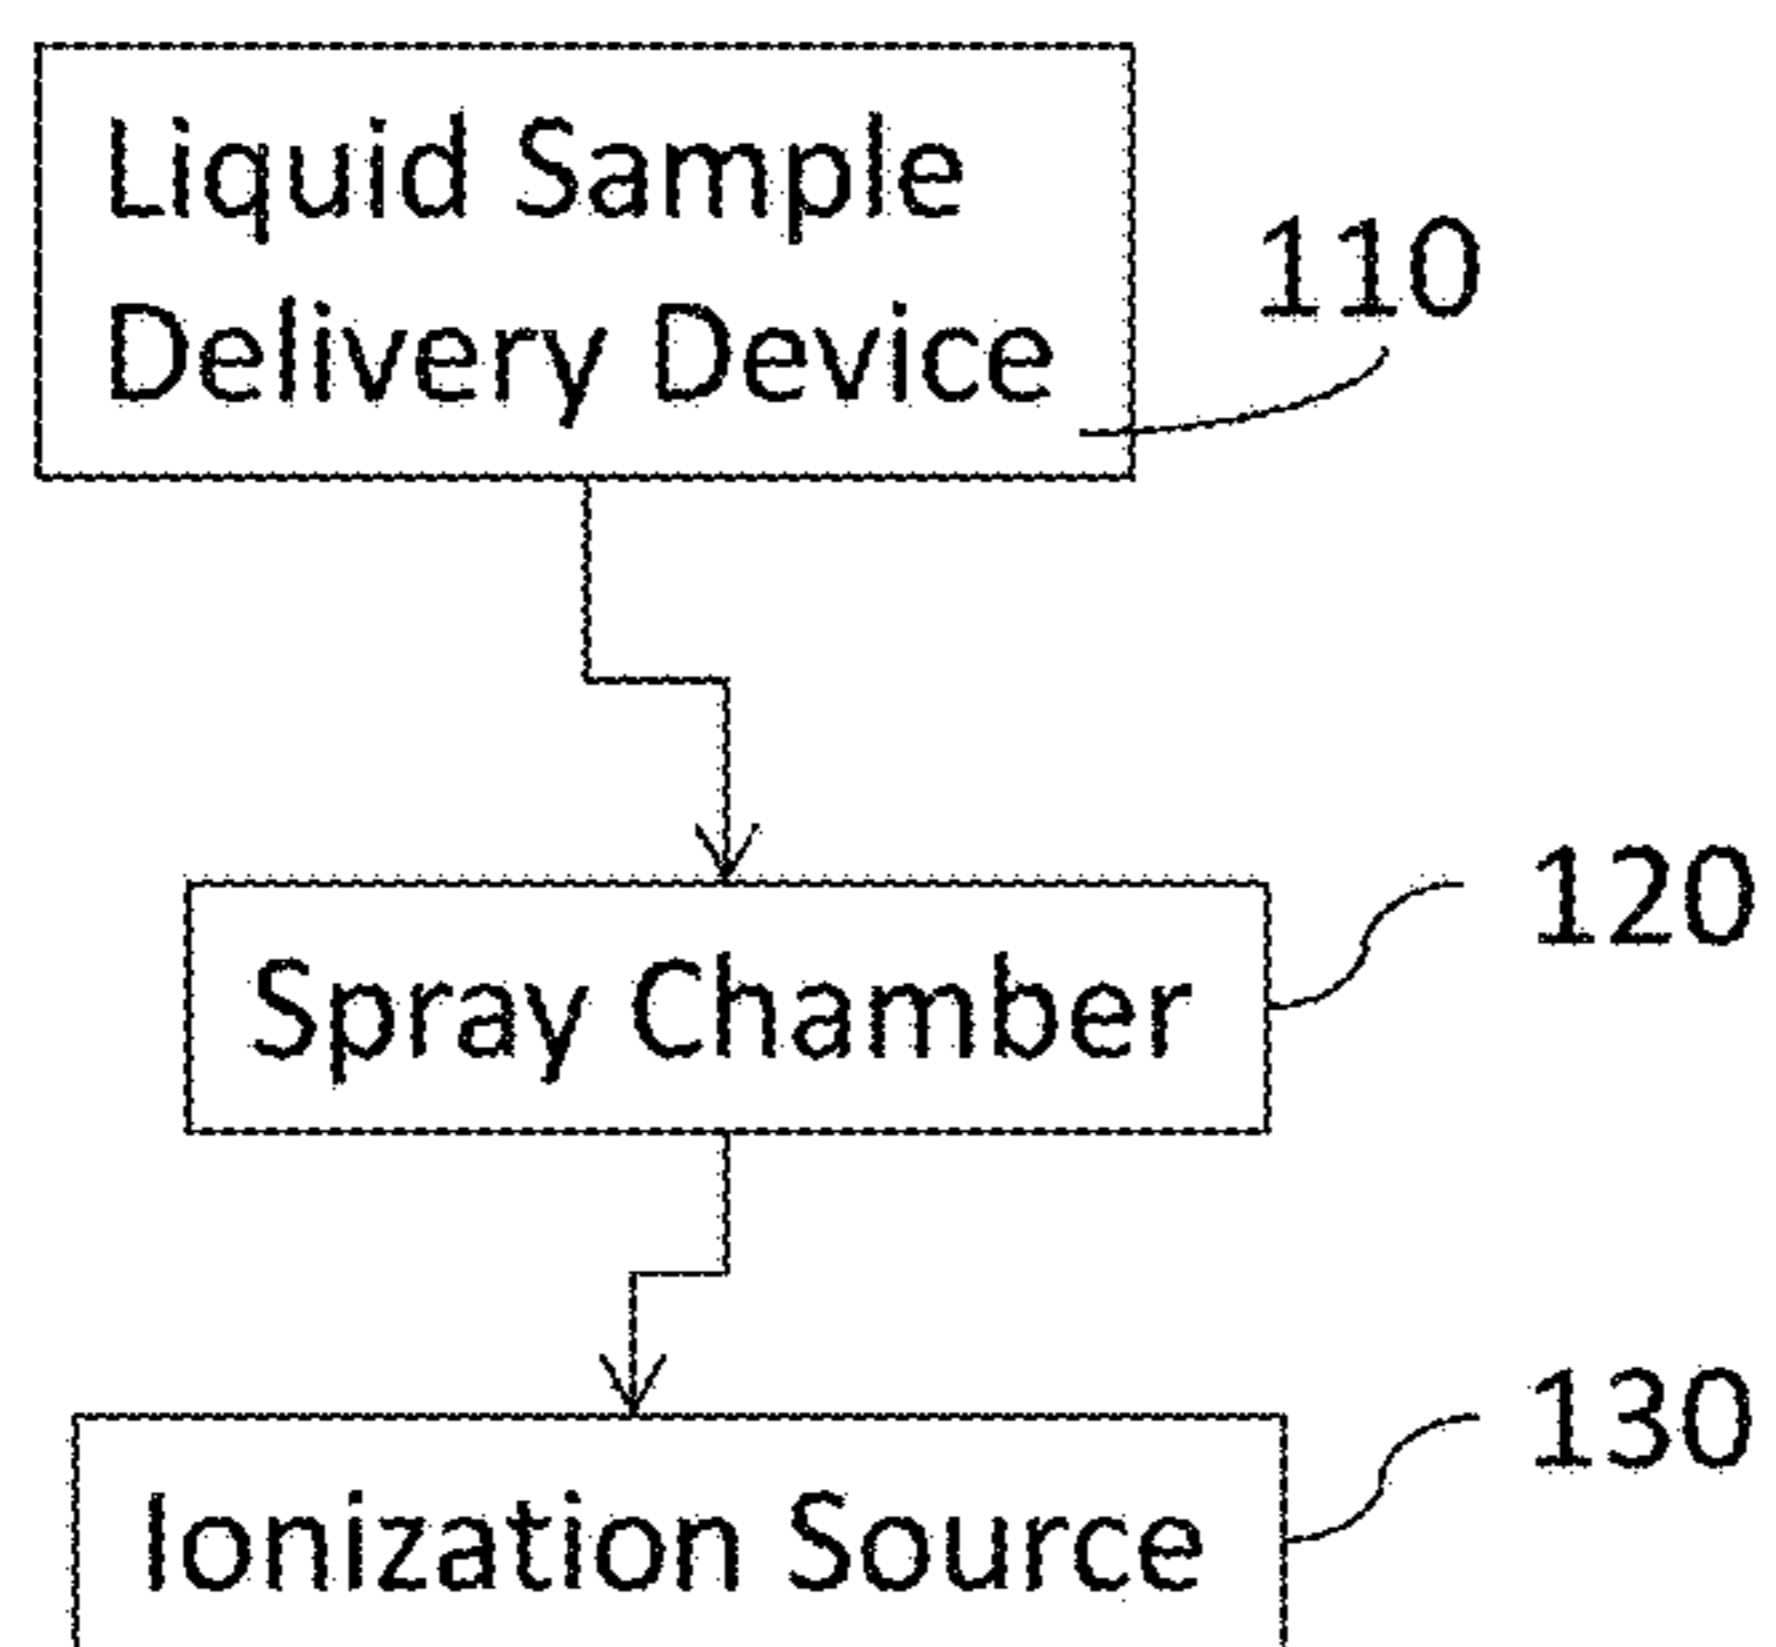 Liquid Sample
Delivery Device
110
Spray Chamber
120
Ionization Source
130